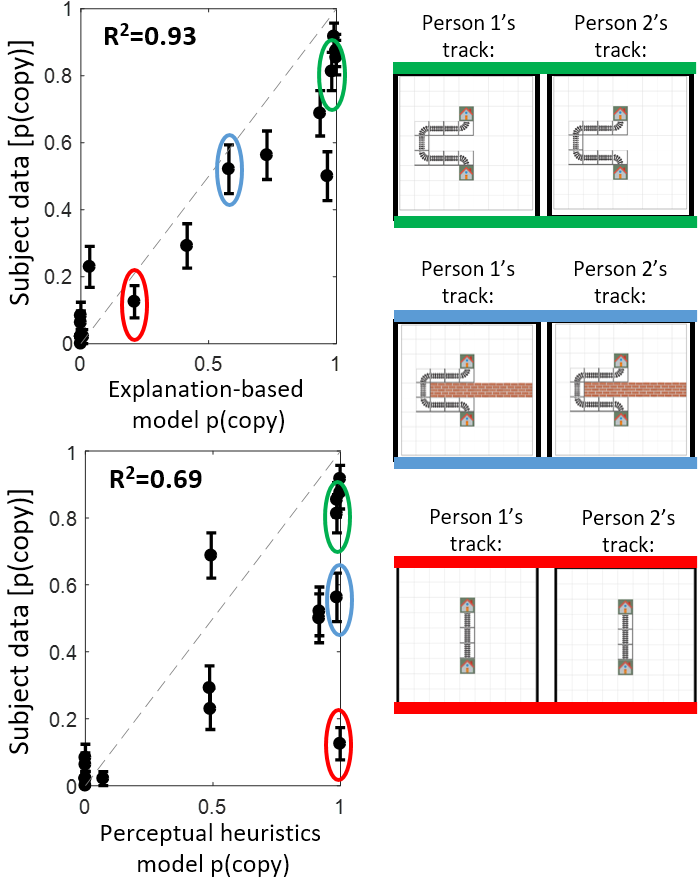 R²=0.93
Subject data [p(copy)]
1
0.8
0.6
0.4
0.2
0
0
0.5
1
Explanation-based
model p(copy)
Person 1's
track:
Person 2's
track:
Person 1's
track:
Person 2's
track:
R²=0.69
Subject data [p(copy)]
1
0.8
0.6
0.4
0.2
0
0
0.5
1
Perceptual heuristics
model p(copy)
Person 1's
track:
Person 2's
track: